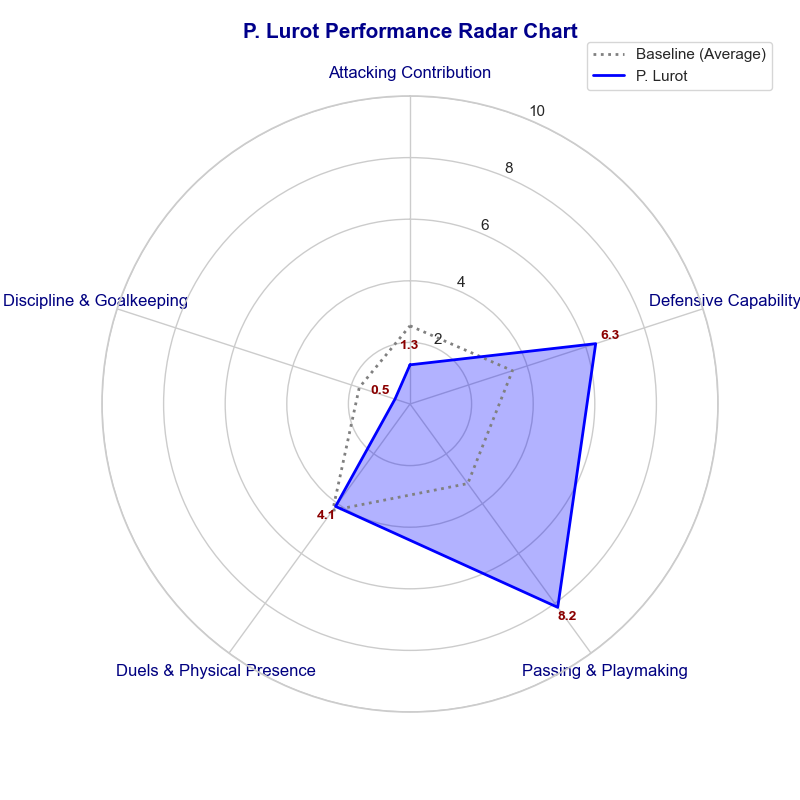 P. Lurot Performance Radar Chart
Baseline (Average)
P. Lurot
Attacking Contribution
10
8
6
4
2
Discipline & Goalkeeping
Defensive Capability
6.3
1.3
0.5
4.1
8.2
Duels & Physical Presence
Passing & Playmaking